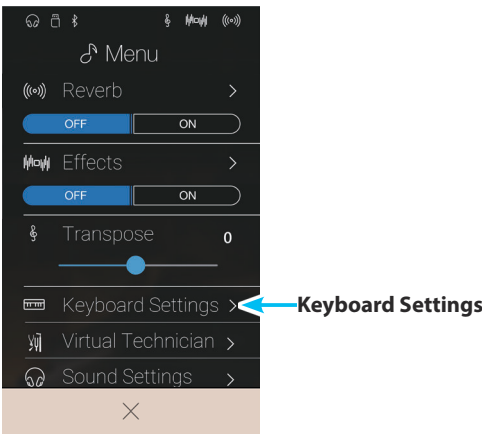 Menu
Reverb
OFF ON
Effects
OFF ON
Transpose 0
Keyboard Settings
Keyboard Settings
Virtual Technician
Sound Settings